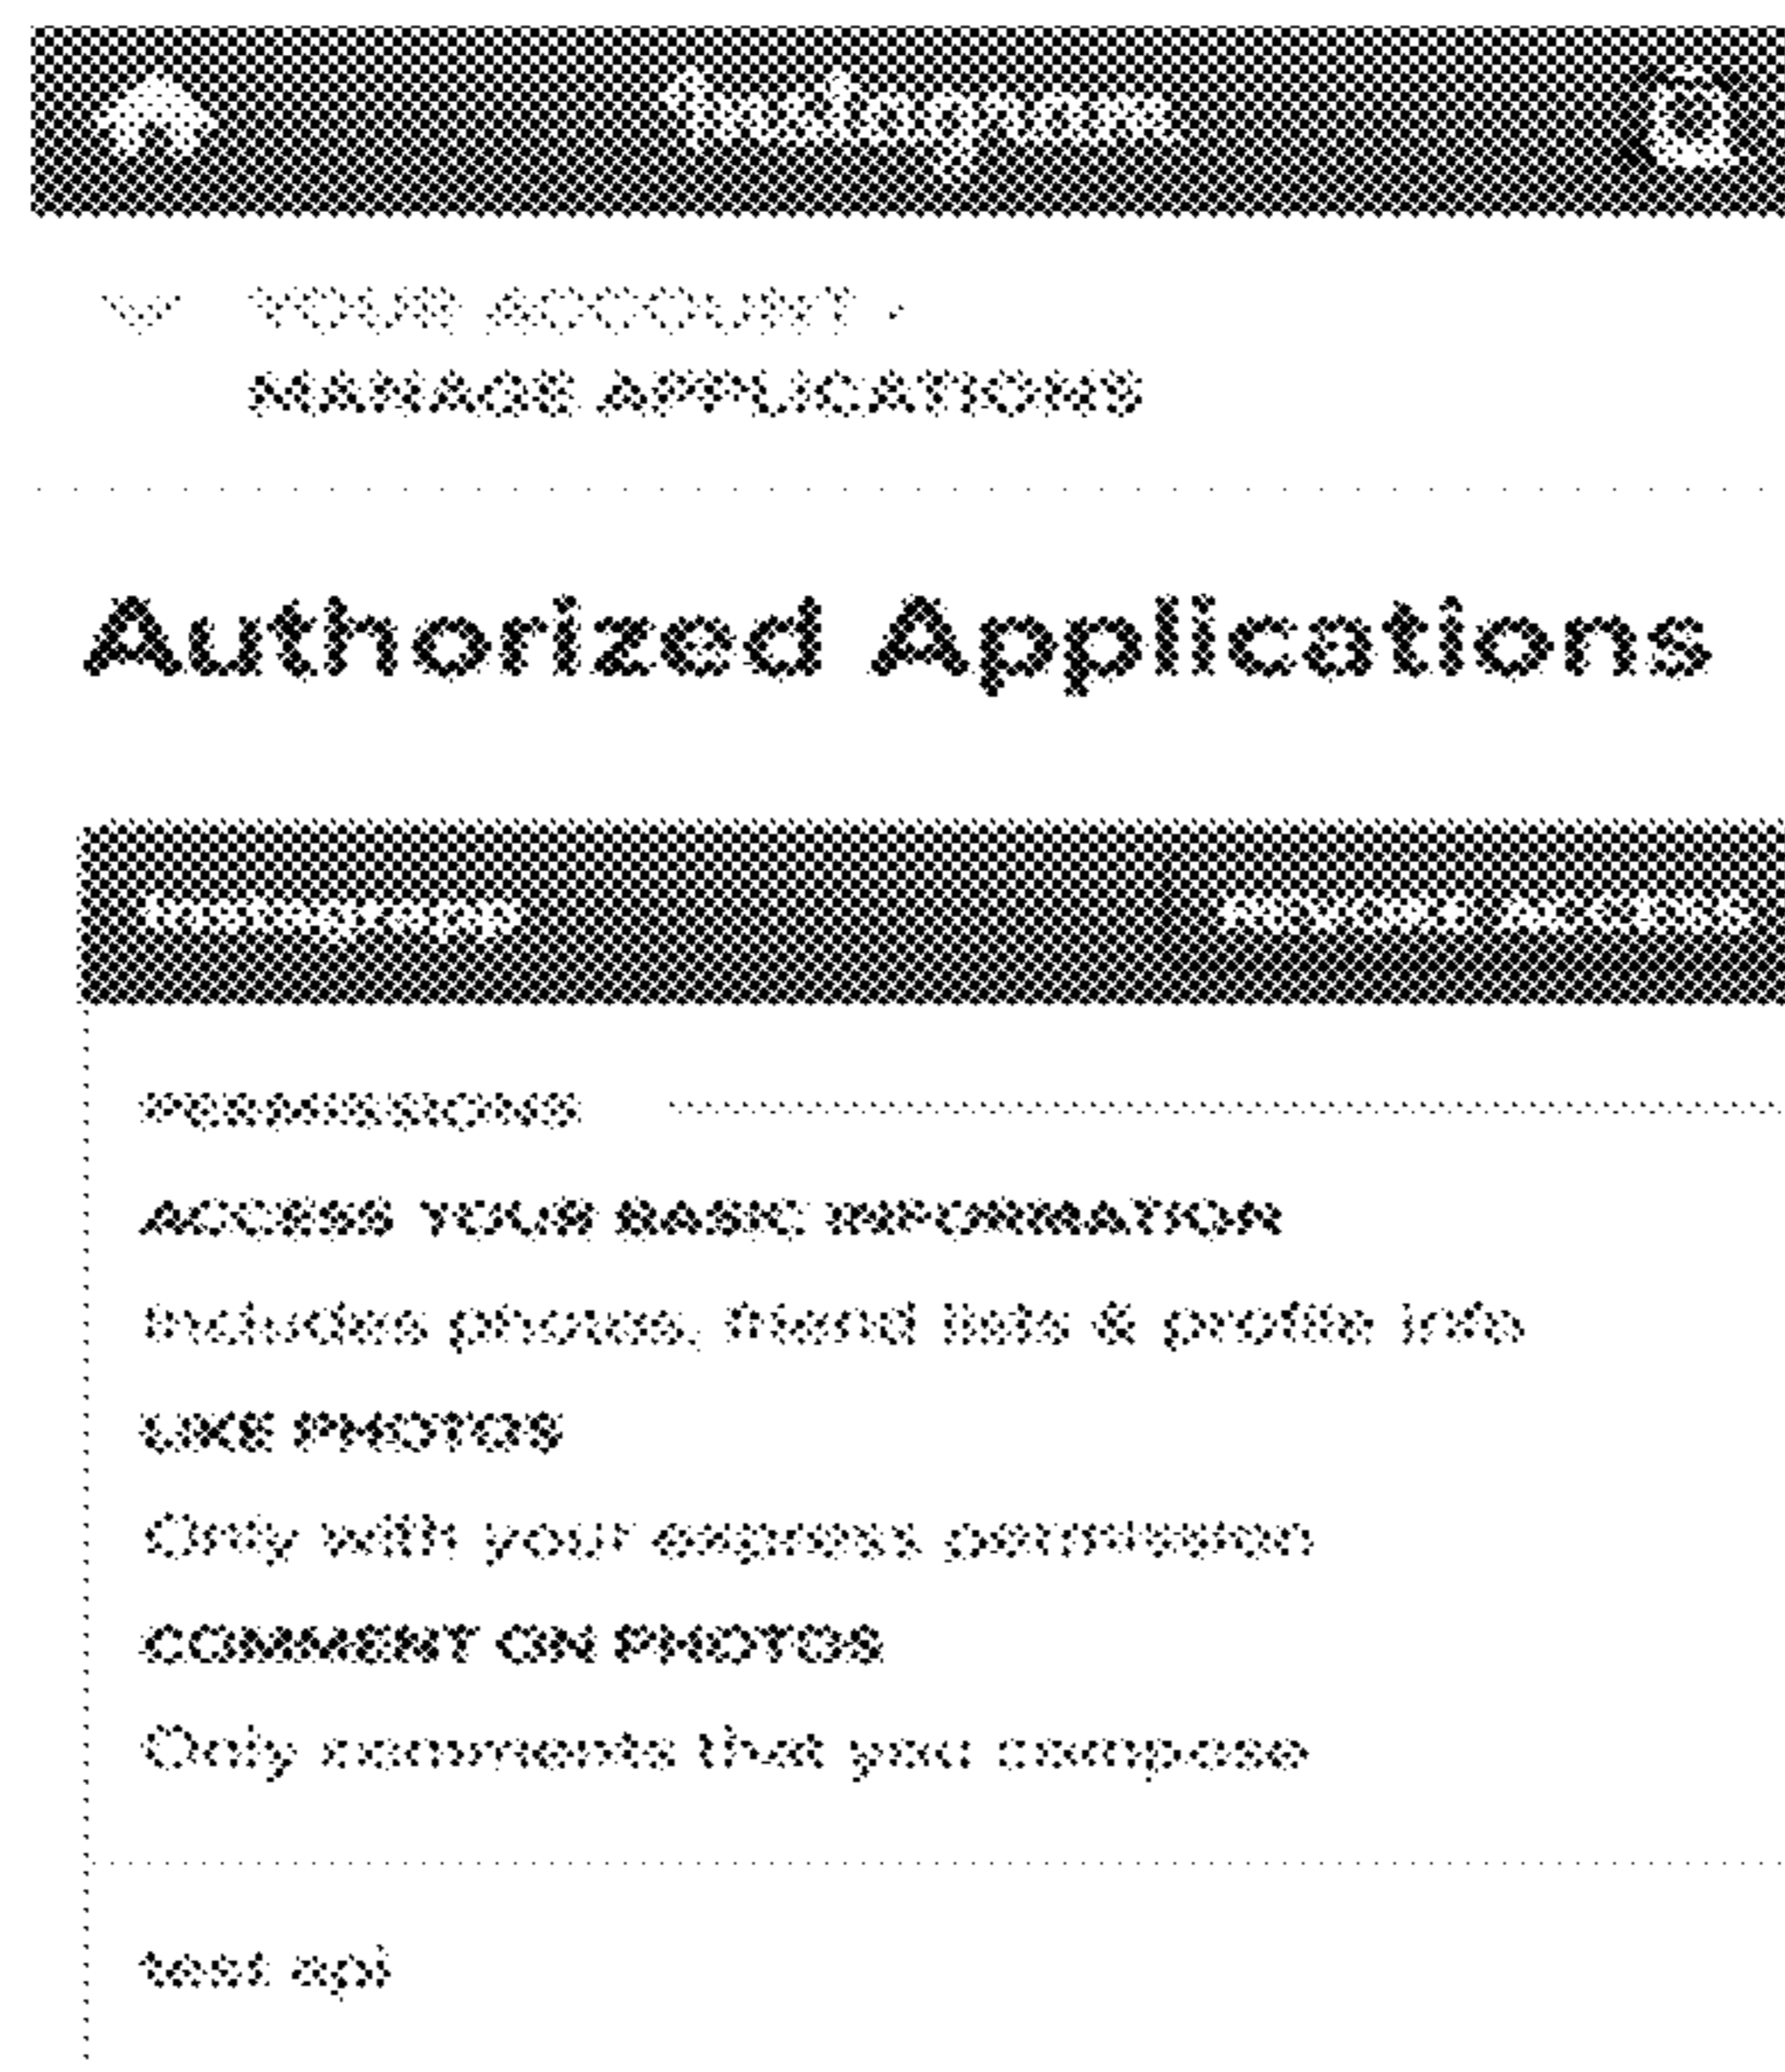 Instagram
YOUR ACCOUNT
MANAGE APPLICATIONS
Authorized Applications
PERMISSIONS
ACCESS YOUR BASIC INFORMATION
Includes photos, friend lists & profile info
LIKE PHOTOS
Only with your express permission
COMMENT ON PHOTOS
Only comments that you compose
test api